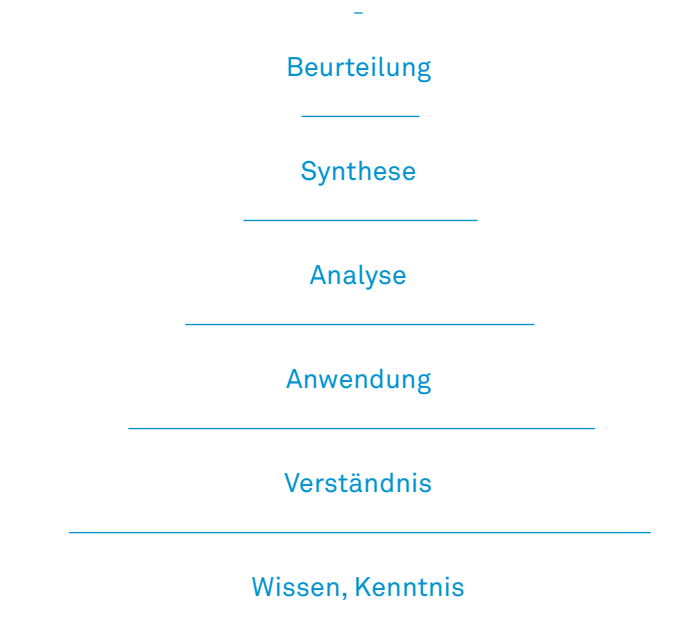 Beurteilung
Synthese
Analyse
Anwendung
Verständnis
Wissen, Kenntnis